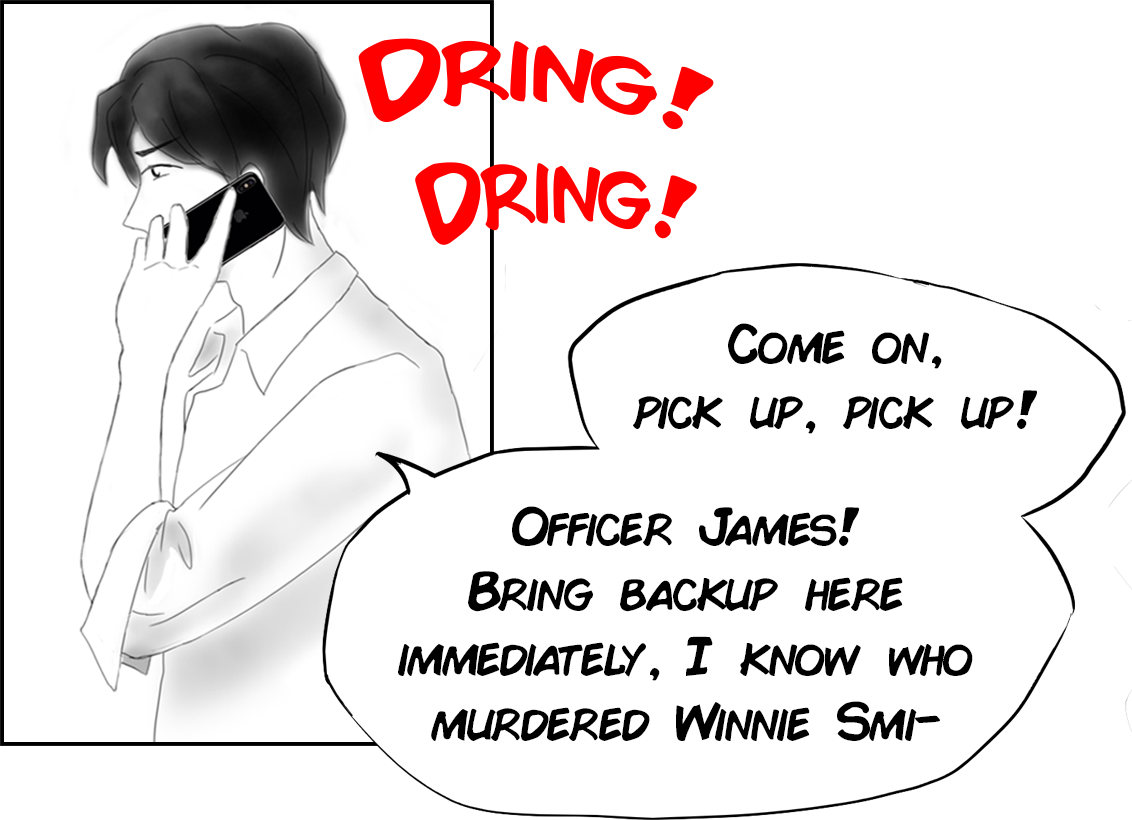 DRING!
DRING!
COME ON,
PICK UP, PICK UP!
OFFICER JAMES!
BRING BACKUP HERE
IMMEDIATELY, I KNOW WHO
MURDERED WINNIE SMI-